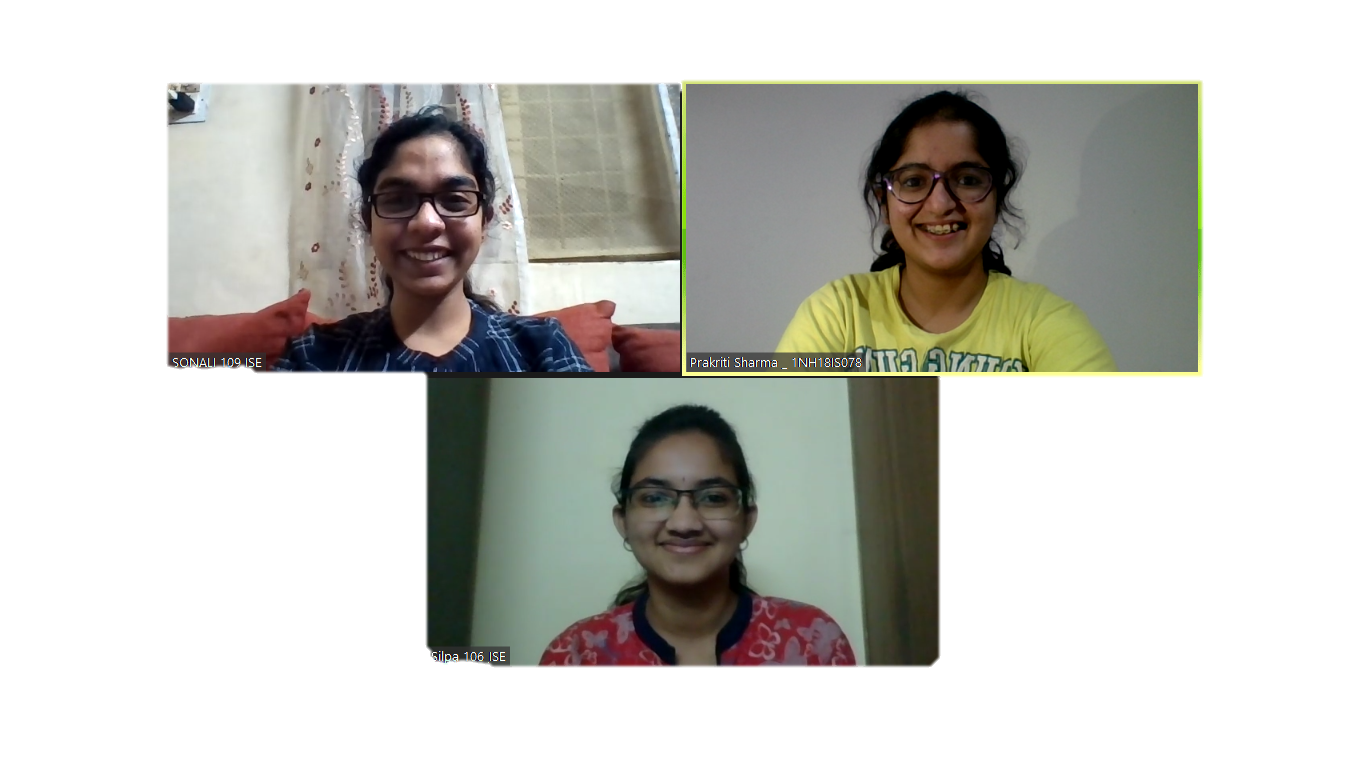 SONALI 109 ISE
Prakriti Sharma _ 1NH18IS078
Silpa 106 ISE